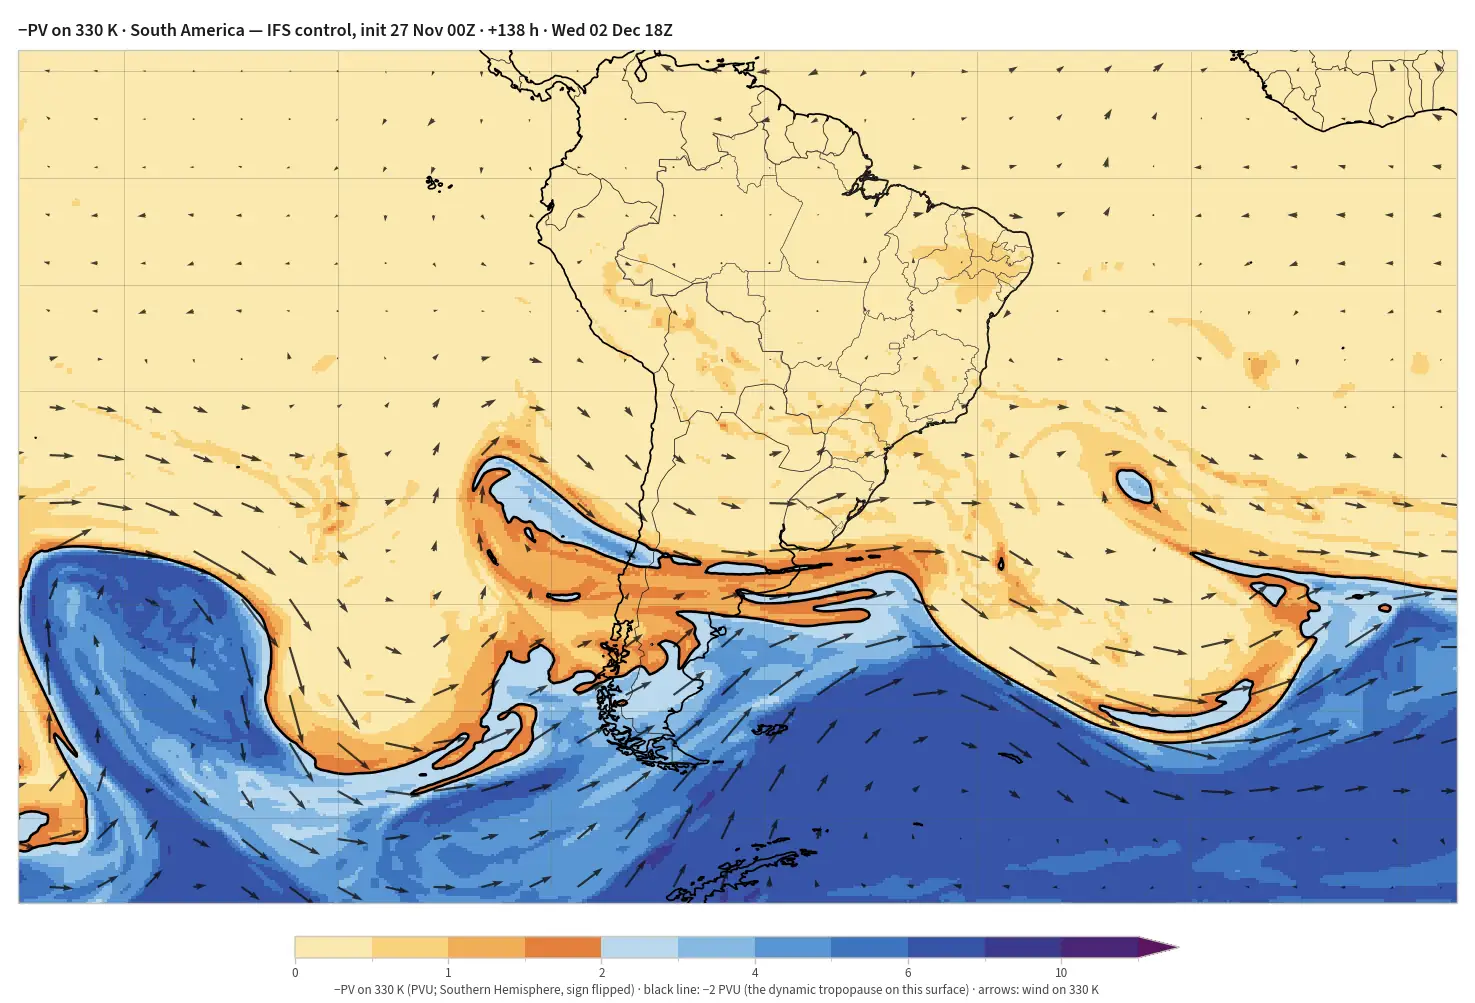 −PV on 330 K · South America — IFS control, init 27 Nov 00Z · +138 h · Wed 02 Dec 18Z
0 1 2 4 6 10
−PV on 330 K (PVU; Southern Hemisphere, sign flipped) · black line: −2 PVU (the dynamic tropopause on this surface) · arrows: wind on 330 K